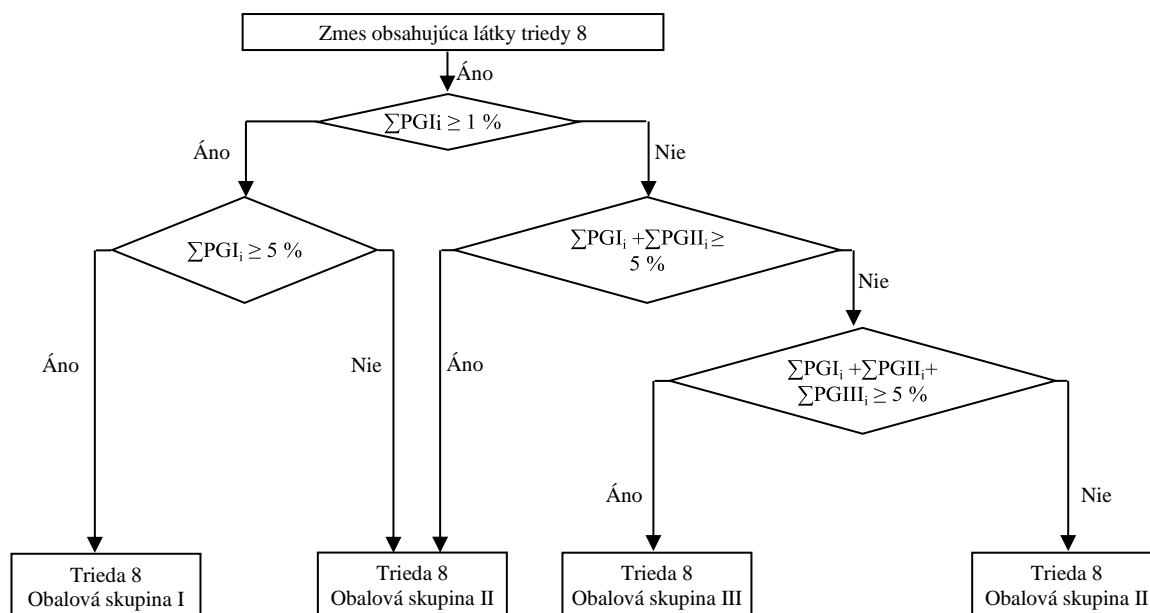 Zmes obsahujúca látky triedy 8
Áno
∑PGIi ≥ 1 %
Áno
Nie
∑PGIi ≥ 5 %
∑PGIi +∑PGIIi ≥
5 %
Nie
Áno
Nie
Áno
∑PGIi +∑PGIIi+
∑PGIIIi ≥ 5 %
Áno
Nie
Trieda 8
Obalová skupina I
Trieda 8
Obalová skupina II
Trieda 8
Obalová skupina III
Trieda 8
Obalová skupina II